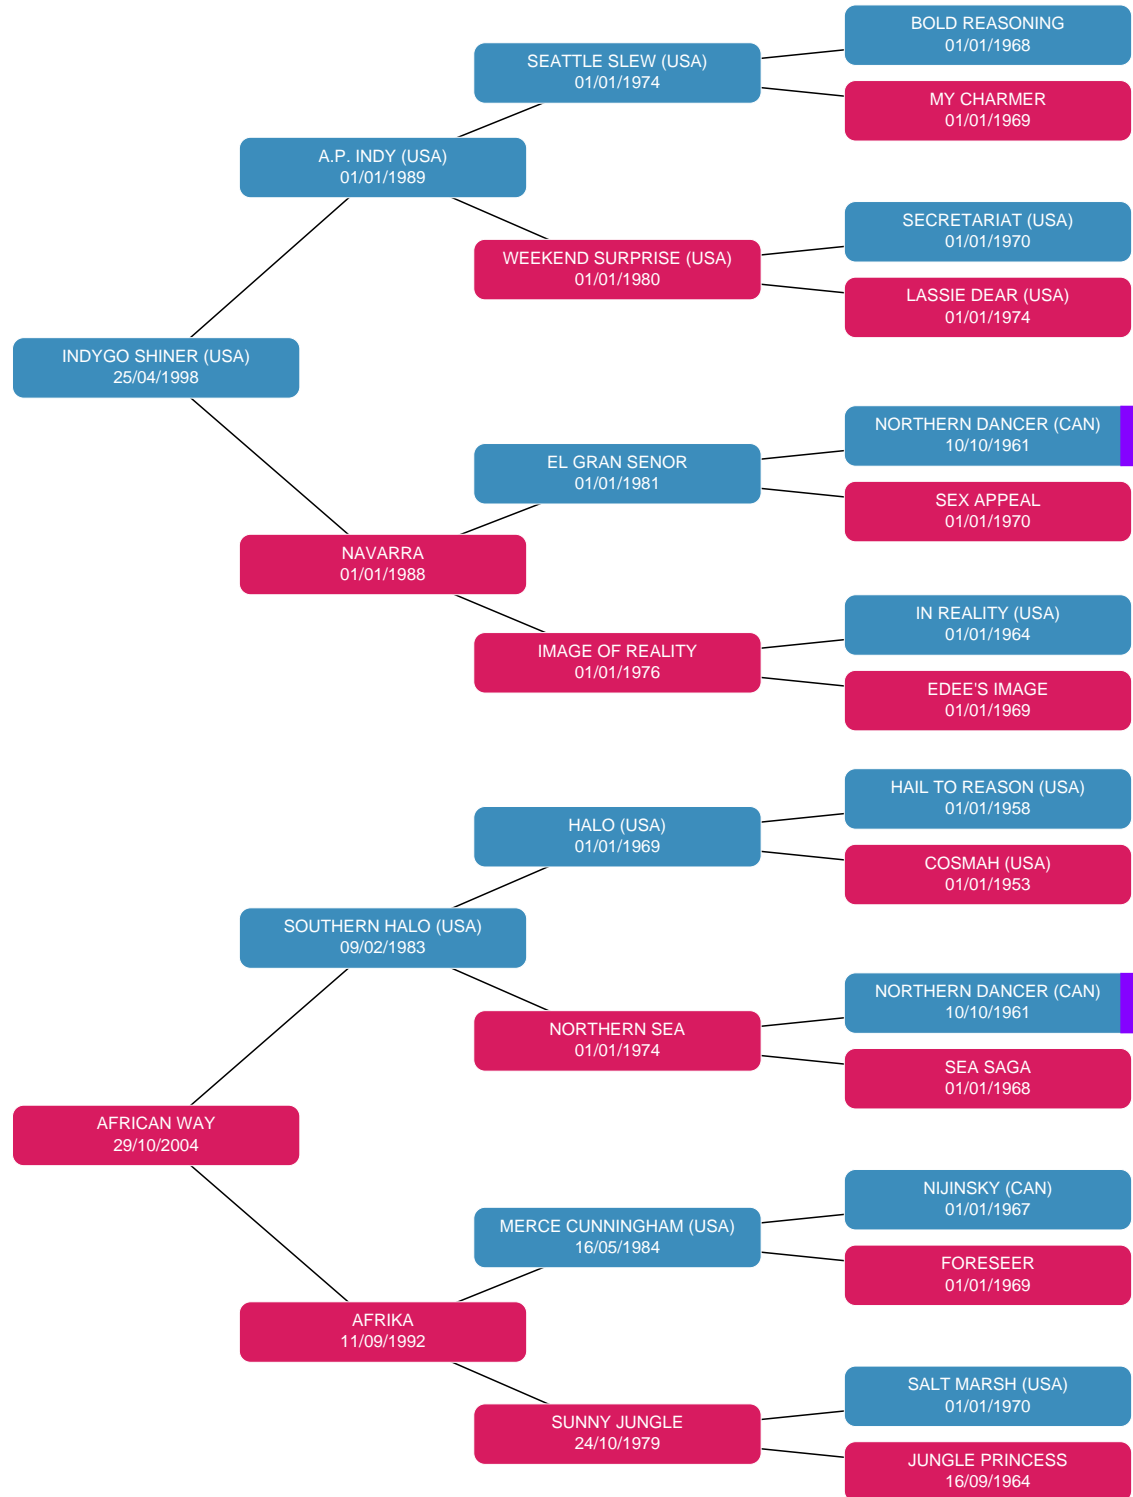 BOLD REASONING
01/01/1968
SEATTLE SLEW (USA)
01/01/1974
MY CHARMER
01/01/1969
A.P. INDY (USA)
01/01/1989
SECRETARIAT (USA)
01/01/1970
WEEKEND SURPRISE (USA)
01/01/1980
LASSIE DEAR (USA)
01/01/1974
INDYGO SHINER (USA)
25/04/1998
NORTHERN DANCER (CAN)
10/10/1961
EL GRAN SENOR
01/01/1981
SEX APPEAL
01/01/1970
NAVARRA
01/01/1988
IN REALITY (USA)
01/01/1964
IMAGE OF REALITY
01/01/1976
EDEE'S IMAGE
01/01/1969
HAIL TO REASON (USA)
01/01/1958
HALO (USA)
01/01/1969
COSMAH (USA)
01/01/1953
SOUTHERN HALO (USA)
09/02/1983
NORTHERN DANCER (CAN)
10/10/1961
NORTHERN SEA
01/01/1974
SEA SAGA
01/01/1968
AFRICAN WAY
29/10/2004
NIJINSKY (CAN)
01/01/1967
MERCE CUNNINGHAM (USA)
16/05/1984
FORESEER
01/01/1969
AFRIKA
11/09/1992
SALT MARSH (USA)
01/01/1970
SUNNY JUNGLE
24/10/1979
JUNGLE PRINCESS
16/09/1964